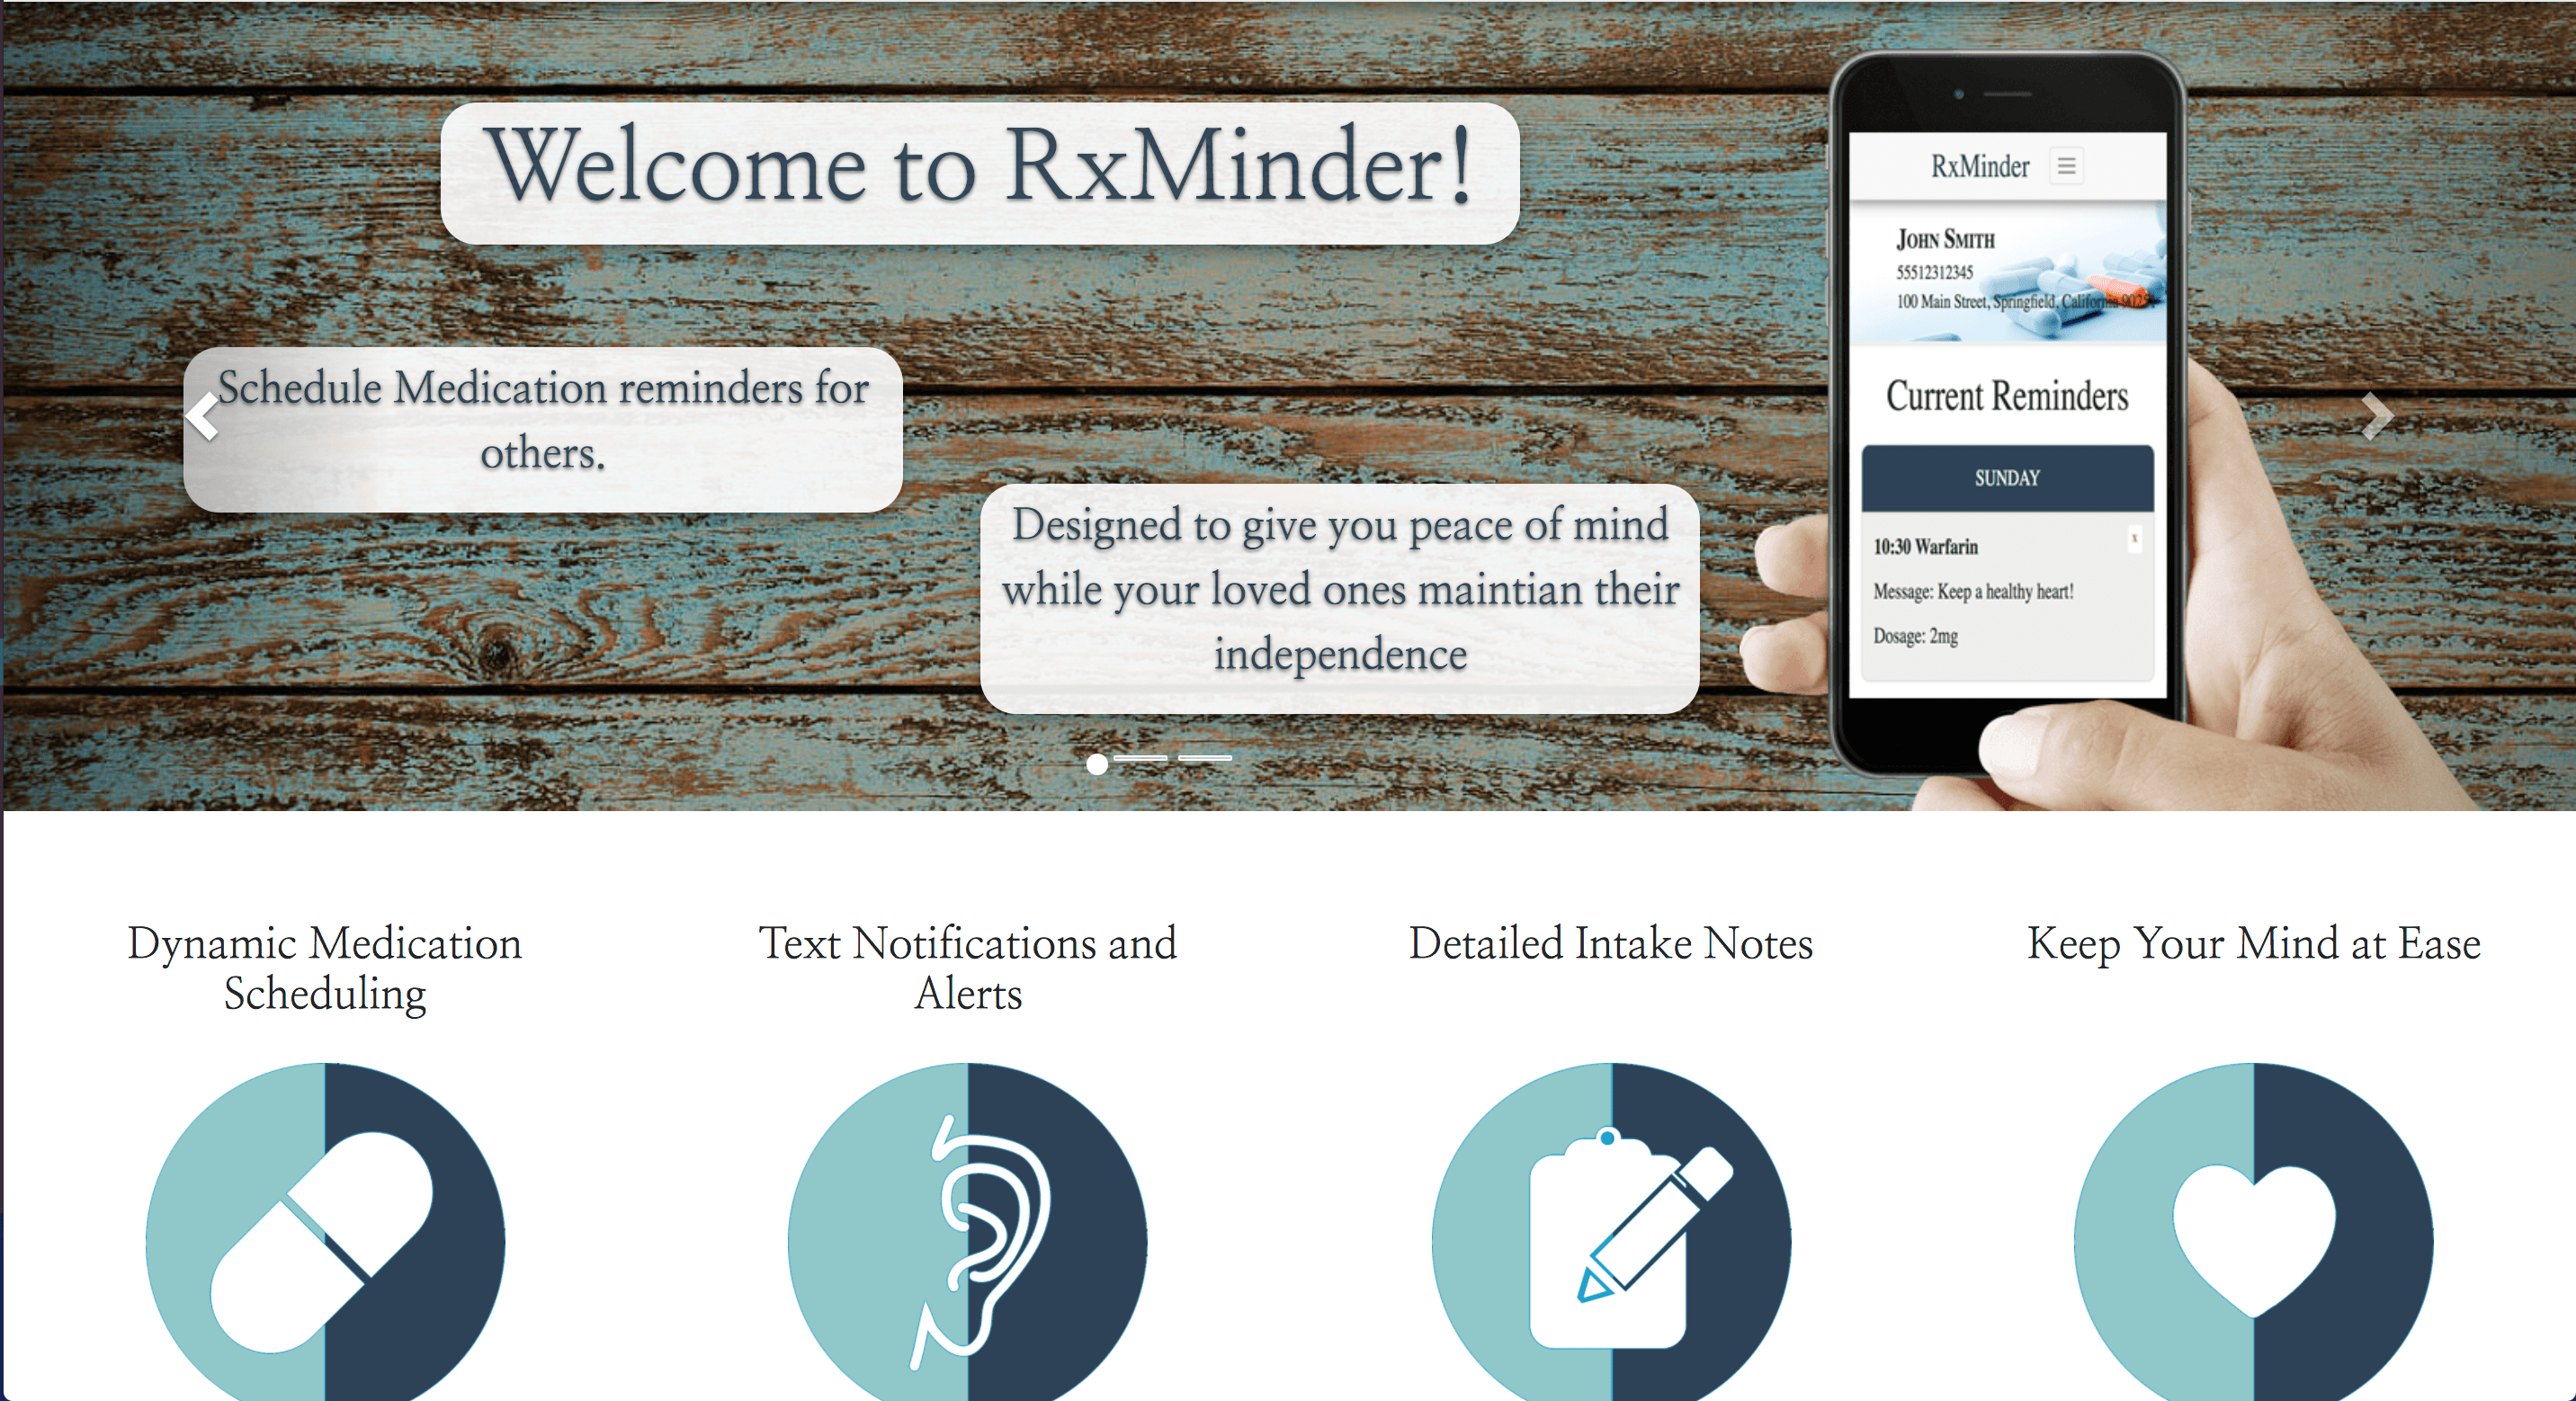 Welcome to RxMinder!
Schedule Medication reminders for
others.
Designed to give you peace of mind
while your loved ones maintian their
independence
RxMinder
JOHN SMITH
55512312345
100 Main Street, Springfield, California
Current Reminders
SUNDAY
10:30 Warfarin
x
Message: Keep a healthy heart!
Dosage: 2mg
Dynamic Medication
Scheduling
Text Notifications and
Alerts
Detailed Intake Notes
Keep Your Mind at Ease